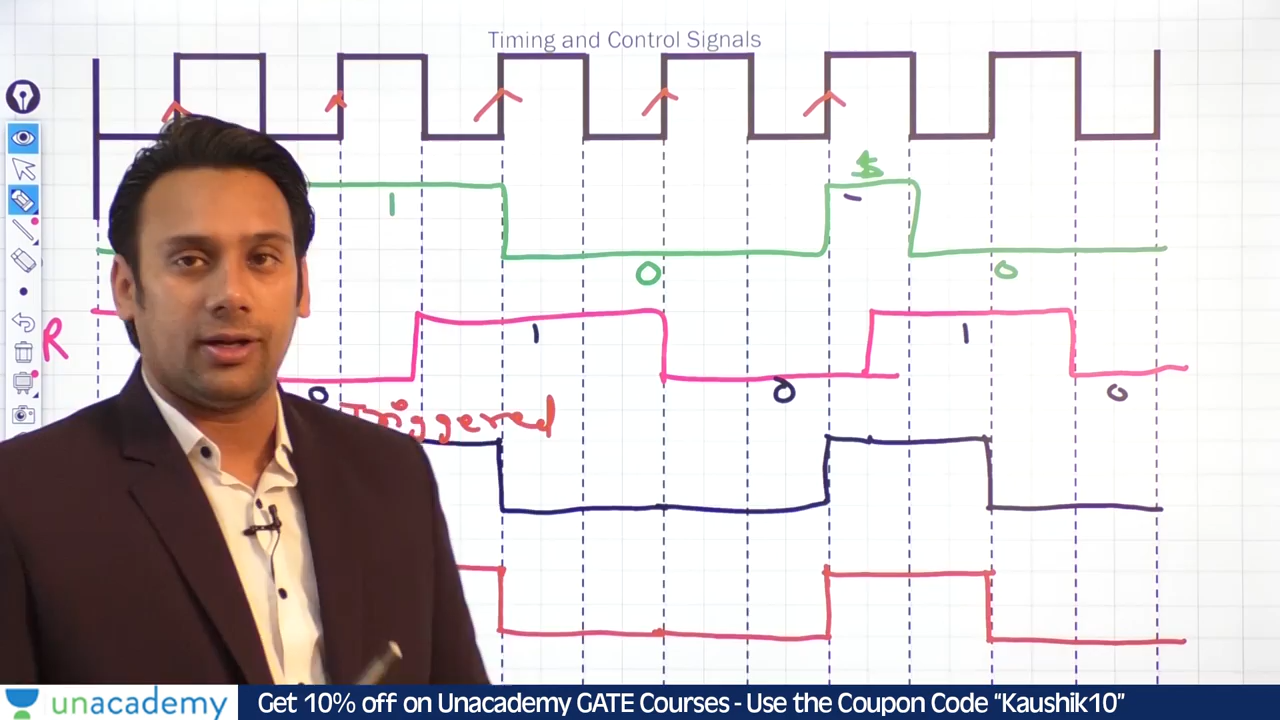 Timing and Control Signals
1
0
$
0
R
1
1
0
0
0
Triggered
unacademy
Get 10% off on Unacademy GATE Courses - Use the Coupon Code “Kaushik10”